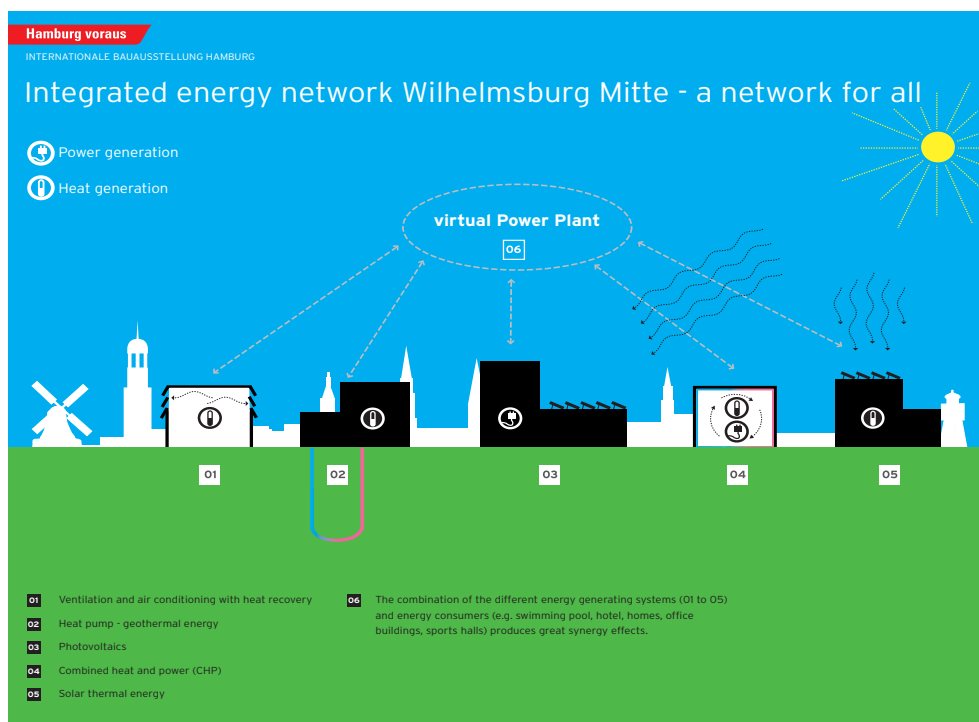 Hamburg voraus
INTERNATIONALE BAUAUSSTELLUNG HAMBURG
Integrated energy network Wilhelmsburg Mitte - a network for all
Power generation
Heat generation
virtual Power Plant
06
01
02
03
04
05
01 Ventilation and air conditioning with heat recovery
02 Heat pump - geothermal energy
03 Photovoltaics
04 Combined heat and power (CHP)
05 Solar thermal energy
06 The combination of the different energy generating systems (01 to 05)
and energy consumers (e.g. swimming pool, hotel, homes, office
buildings, sports halls) produces great synergy effects.